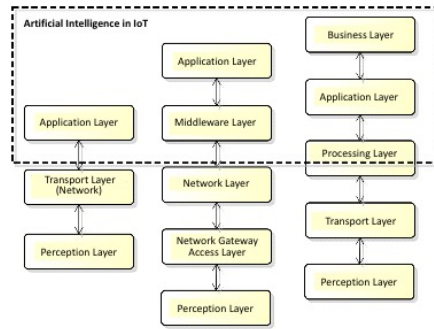 Artificial Intelligence in IoT
Application Layer
Transport Layer
(Network)
Perception Layer
Application Layer
Middleware Layer
Network Layer
Network Gateway
Access Layer
Perception Layer
Business Layer
Application Layer
Processing Layer
Transport Layer
Perception Layer